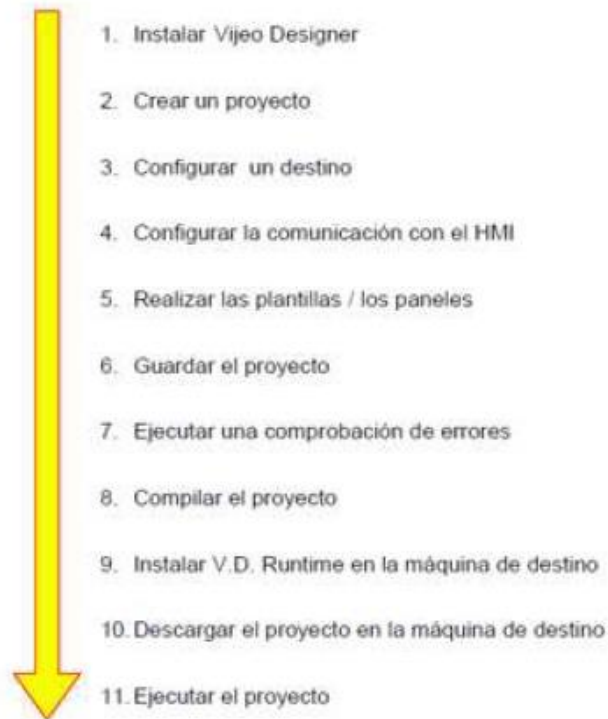 1. Instalar Vijeo Designer
2. Crear un proyecto
3. Configurar un destino
4. Configurar la comunicación con el HMI
5. Realizar las plantillas / los paneles
6. Guardar el proyecto
7. Ejecutar una comprobación de errores
8. Compilar el proyecto
9. Instalar V.D. Runtime en la máquina de destino
10. Descargar el proyecto en la máquina de destino
11. Ejecutar el proyecto